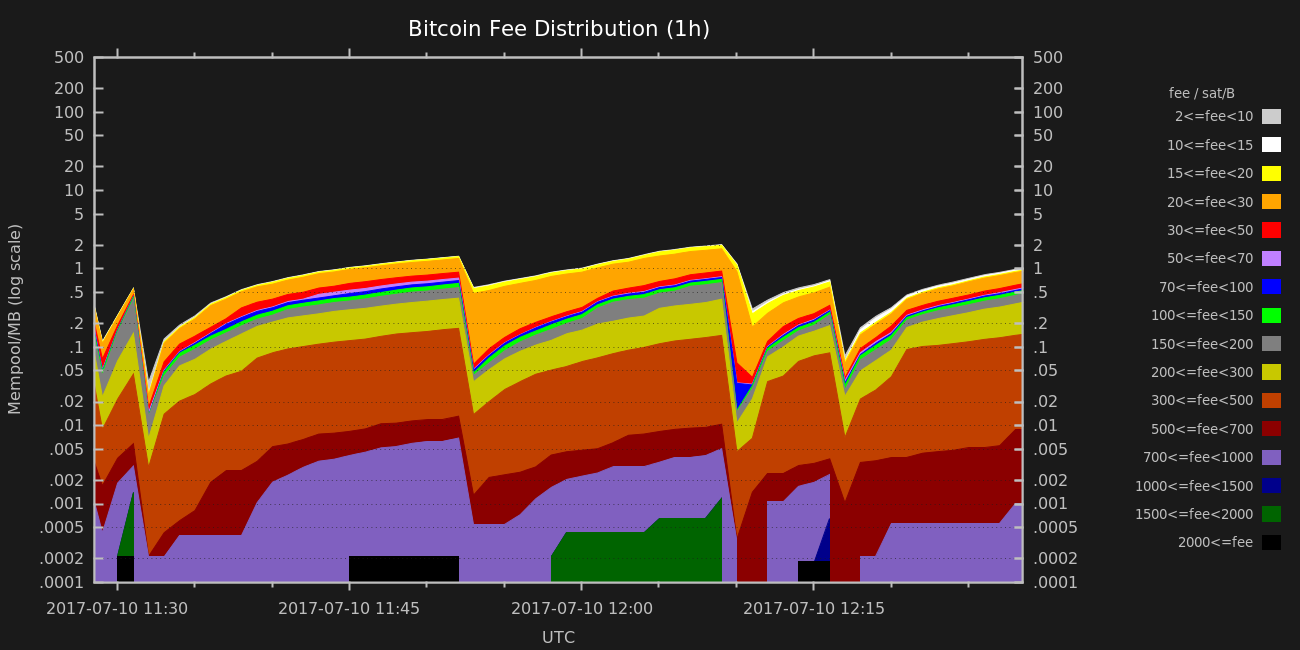 Bitcoin Fee Distribution (1h)
Mempool/MB (log scale)
500
200
100
50
20
10
5
2
1
.5
.2
.1
.05
.02
.01
.005
.002
.001
.0005
.0002
.0001
500
200
100
50
20
10
5
2
1
.5
.2
.1
.05
.02
.01
.005
.002
.001
.0005
.0002
.0001
2017-07-10 11:30
2017-07-10 11:45
2017-07-10 12:00
2017-07-10 12:15
UTC
fee / sat/B
2<=fee<10
10<=fee<15
15<=fee<20
20<=fee<30
30<=fee<50
50<=fee<70
70<=fee<100
100<=fee<150
150<=fee<200
200<=fee<300
300<=fee<500
500<=fee<700
700<=fee<1000
1000<=fee<1500
1500<=fee<2000
2000<=fee